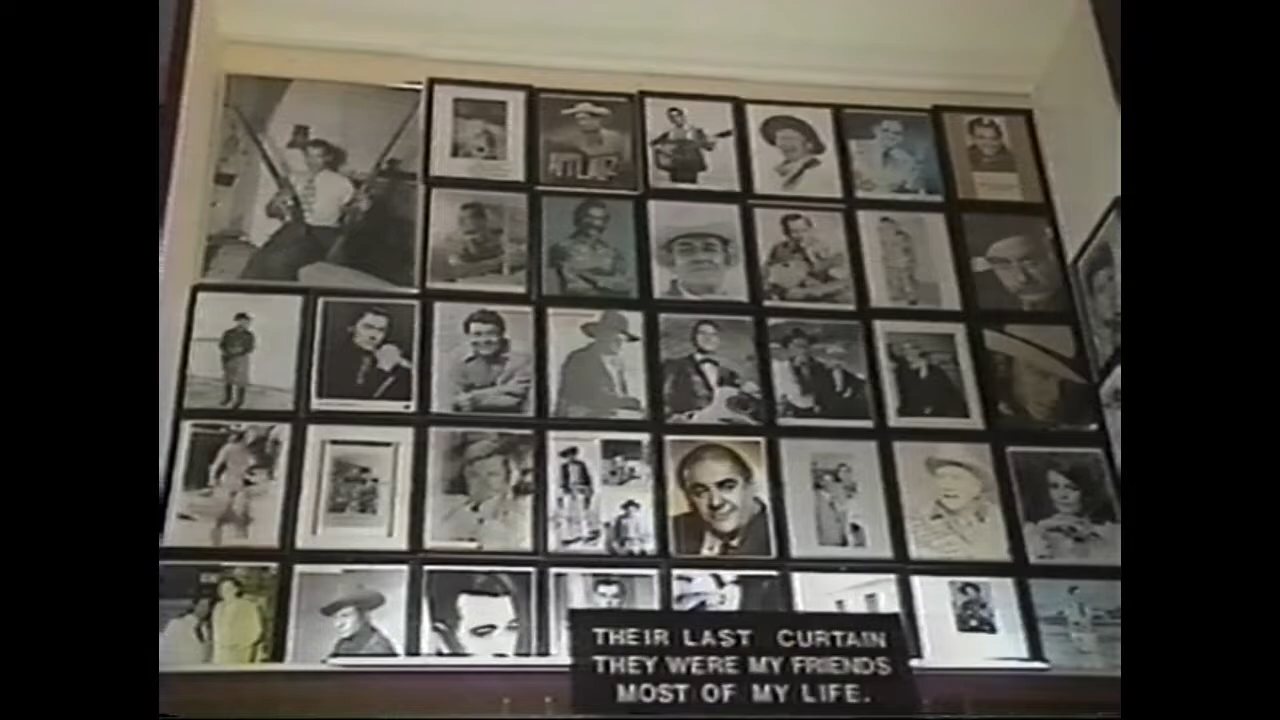 THEIR LAST CURTAIN
THEY WERE MY FRIENDS
MOST OF MY LIFE.